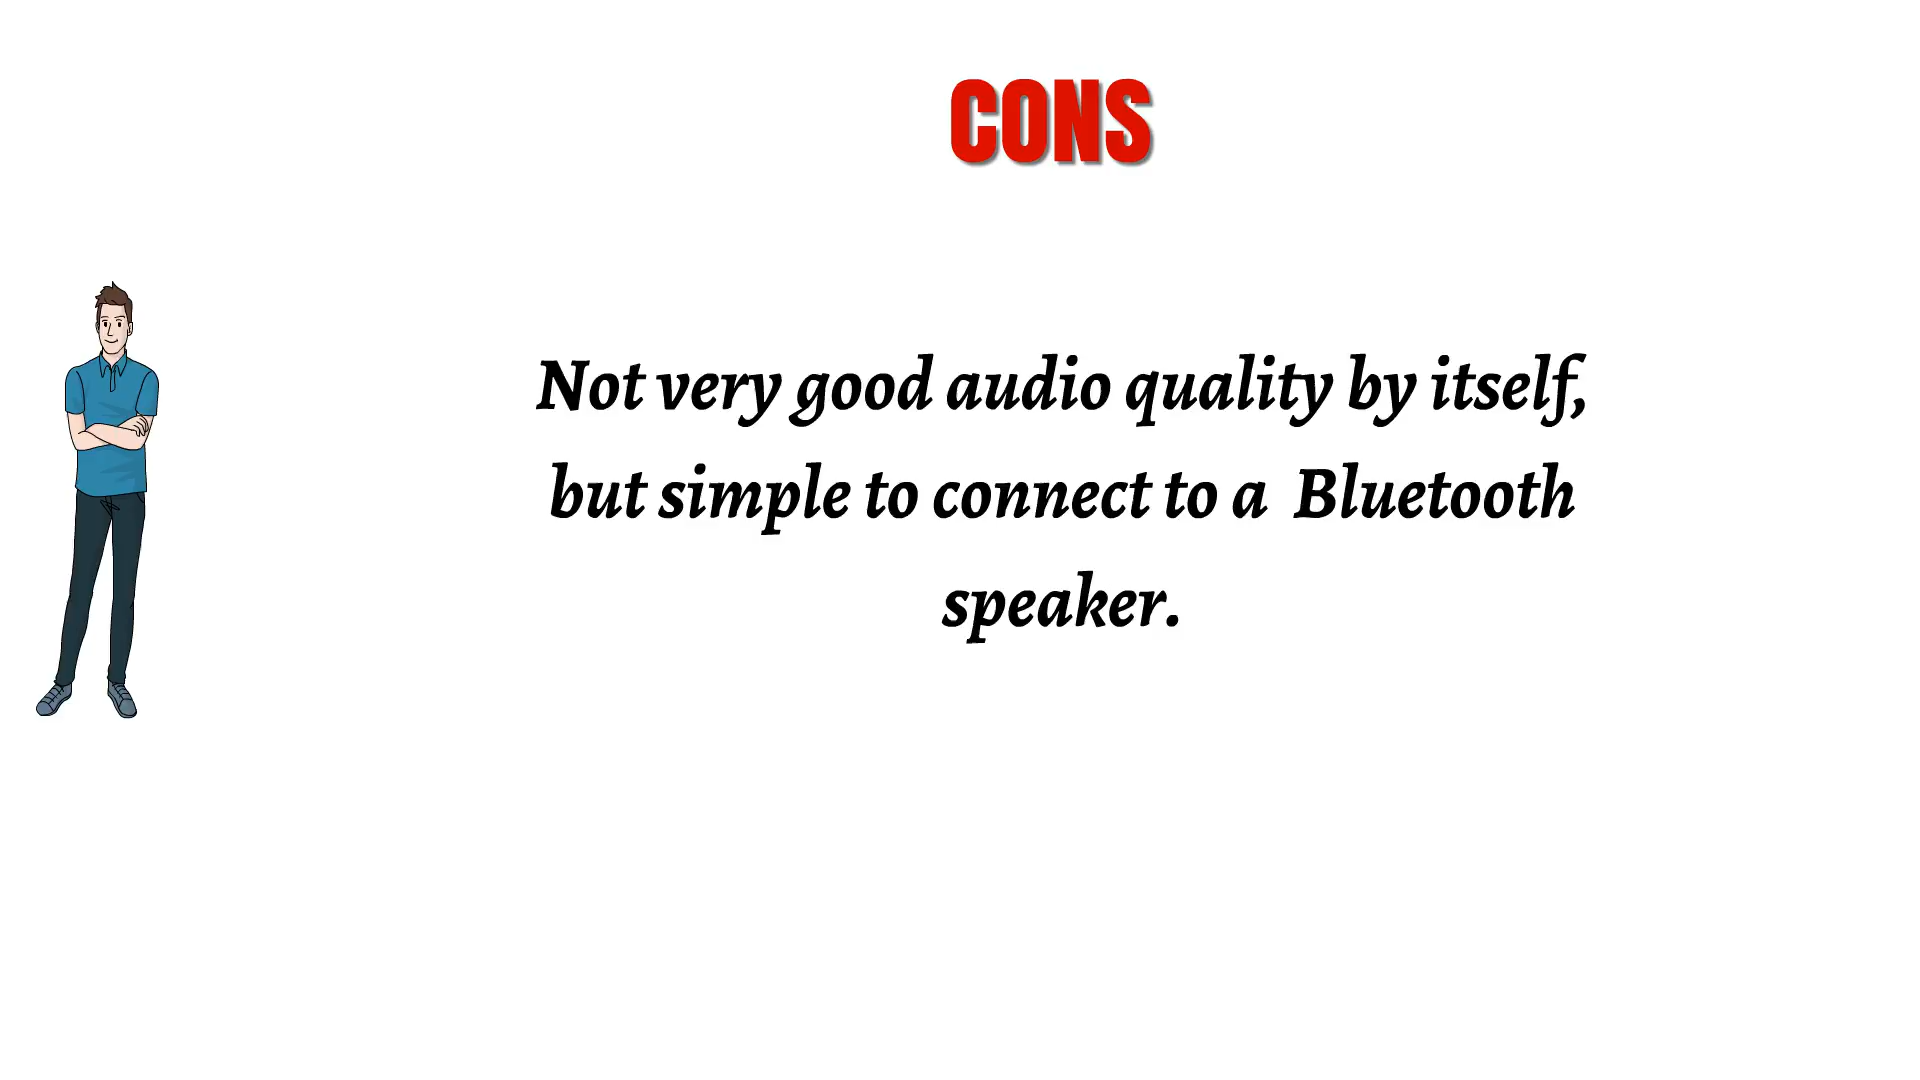 CONS
Not very good audio quality by itself,
but simple to connect to a  Bluetooth
speaker.